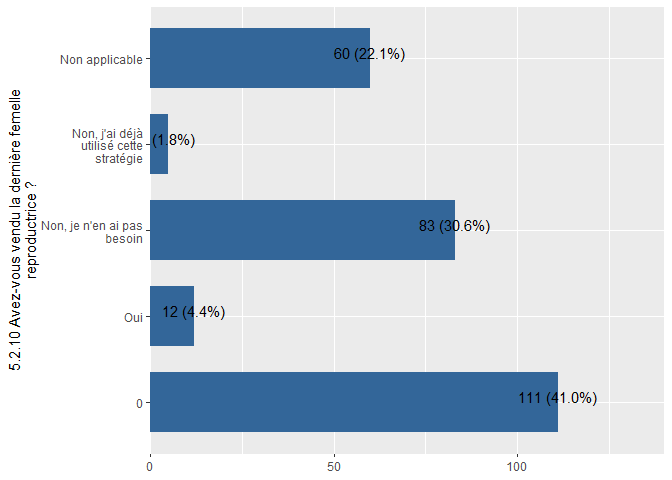 5.2.10 Avez-vous vendu la dernière femelle
reproductrice ?
Non applicable
60 (22.1%)
Non, j'ai déjà
utilisé cette
stratégie
(1.8%)
Non, je n'en ai pas
besoin
83 (30.6%)
Oui
12 (4.4%)
0
111 (41.0%)
0
50
100